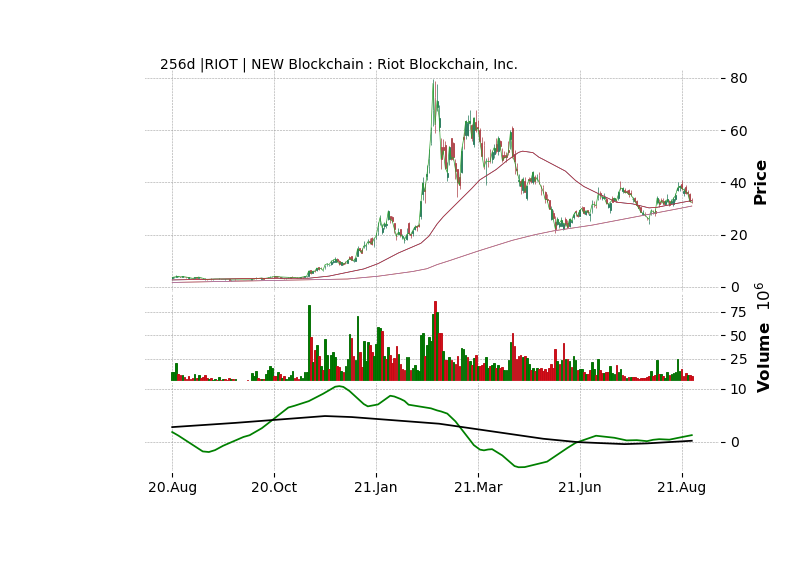 256d |RIOT | NEW Blockchain : Riot Blockchain, Inc.
80
60
40
20
0
Price
75
50
25
Volume 10^6
10
0
20.Aug 20.Oct 21.Jan 21.Mar 21.Jun 21.Aug